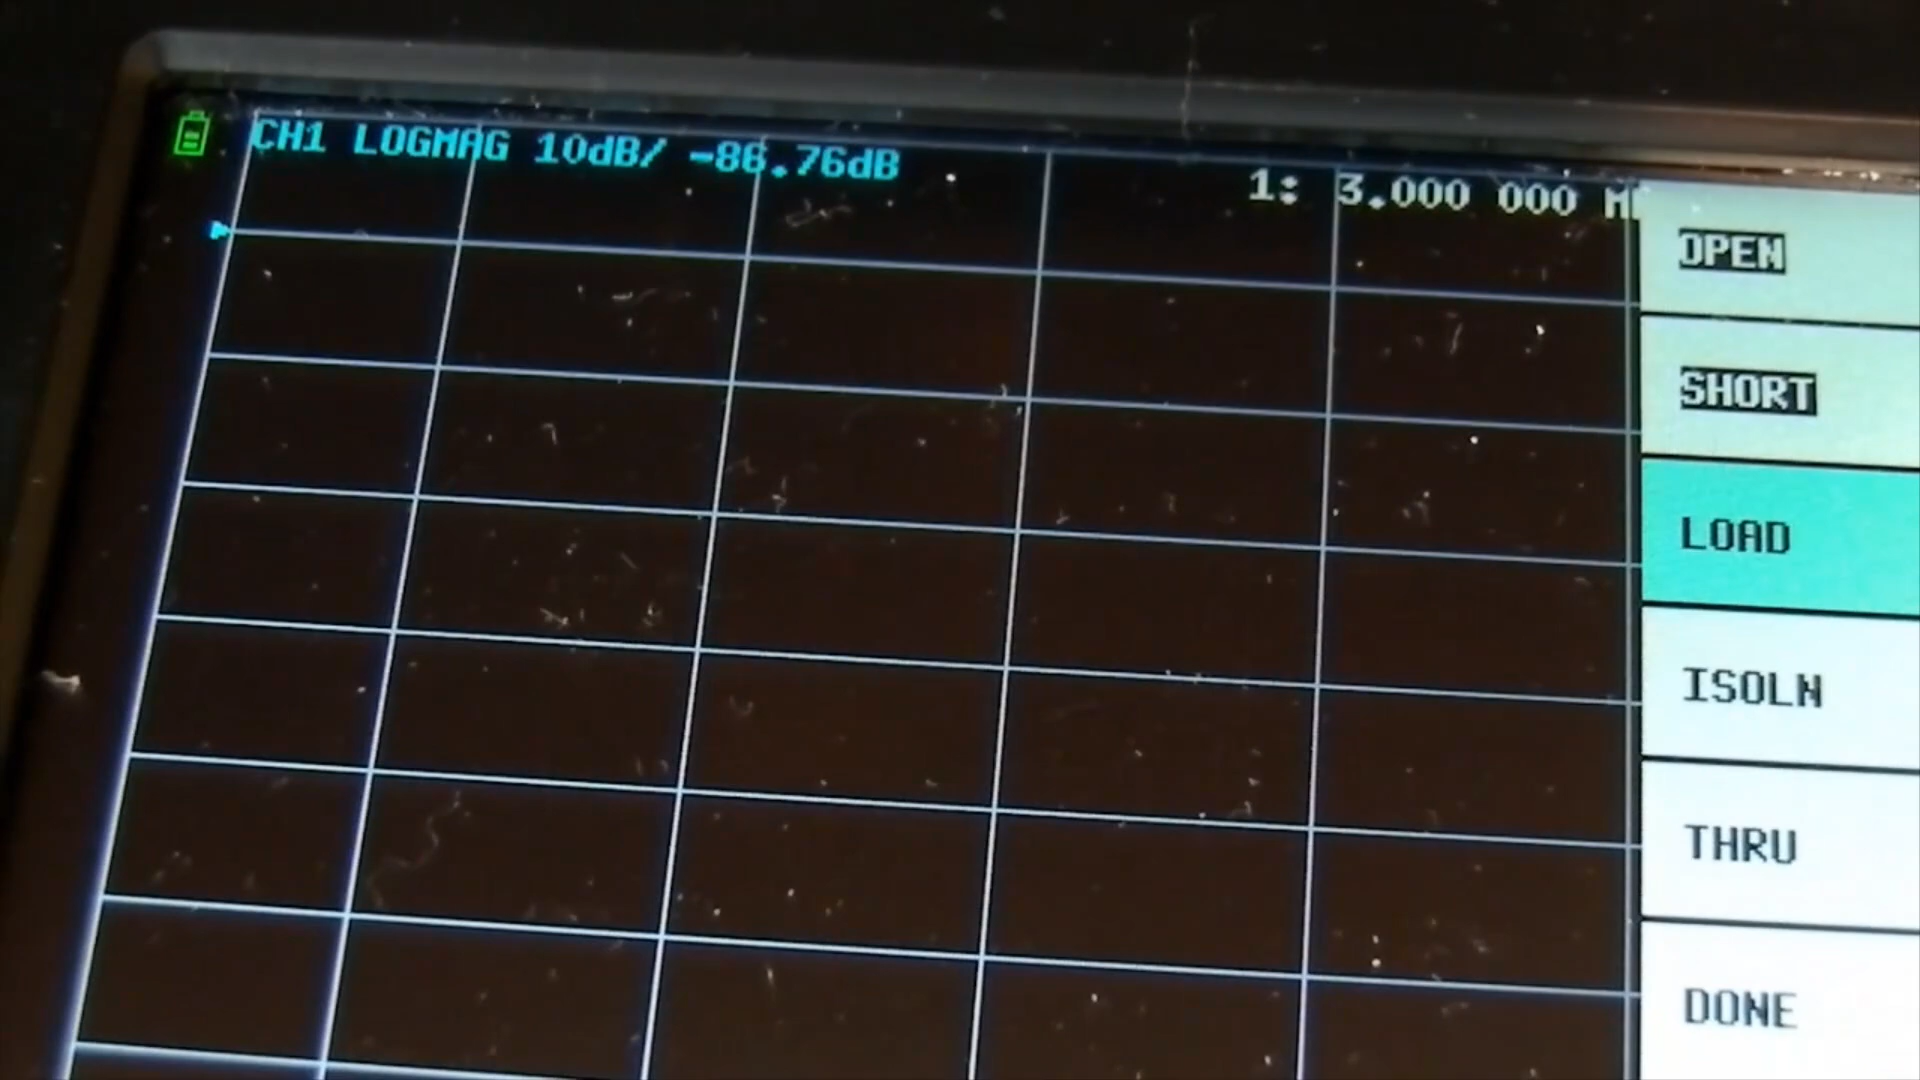 CH1 LOGMAG 10dB/ -86.76dB
1: 3.000 000 M
OPEN
SHORT
LOAD
ISOLN
THRU
DONE